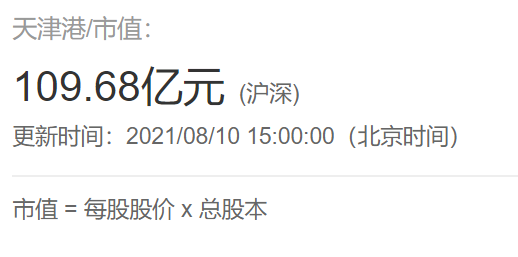 天津港/市值：
109.68亿元 (沪深)
更新时间：2021/08/10 15:00:00（北京时间）
市值 = 每股股价 x 总股本